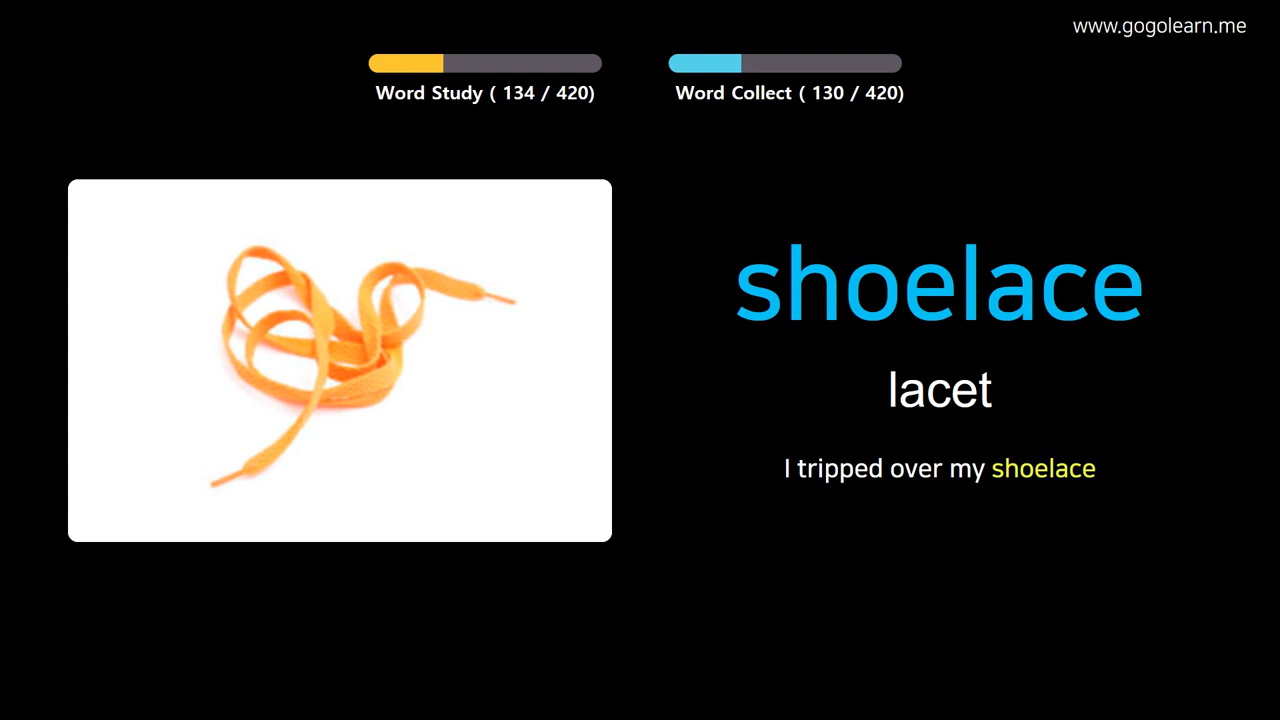 www.gogolearn.me
Word Study ( 134 / 420)
Word Collect ( 130 / 420)
shoelace
lacet
I tripped over my shoelace